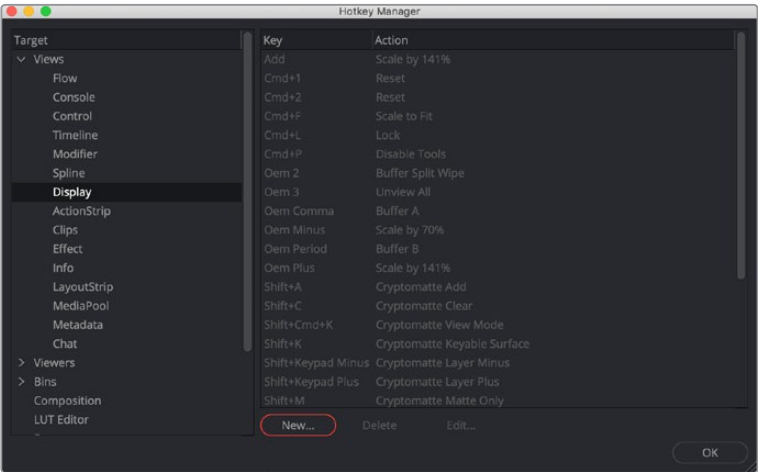 Hotkey Manager
Target
Views
Flow
Console
Control
Timeline
Modifier
Spline
Display
ActionStrip
Clips
Effect
Info
LayoutStrip
MediaPool
Metadata
Chat
Viewers
Bins
Composition
LUT Editor
Key Action
Add Scale by 141%
Cmd+1 Reset
Cmd+2 Reset
Cmd+F Scale to Fit
Cmd+L Lock
Cmd+P Disable Tools
Oem 2 Buffer Split Wipe
Oem 3 Unview All
Oem Comma Buffer A
Oem Minus Scale by 70%
Oem Period Buffer B
Oem Plus Scale by 141%
Shift+A Cryptomatte Add
Shift+C Cryptomatte Clear
Shift+Cmd+K Cryptomatte View Mode
Shift+K Cryptomatte Keyable Surface
Shift+Keypad Minus Cryptomatte Layer Minus
Shift+Keypad Plus Cryptomatte Layer Plus
Shift+M Cryptomatte Matte Only
New... Delete Edit...
OK